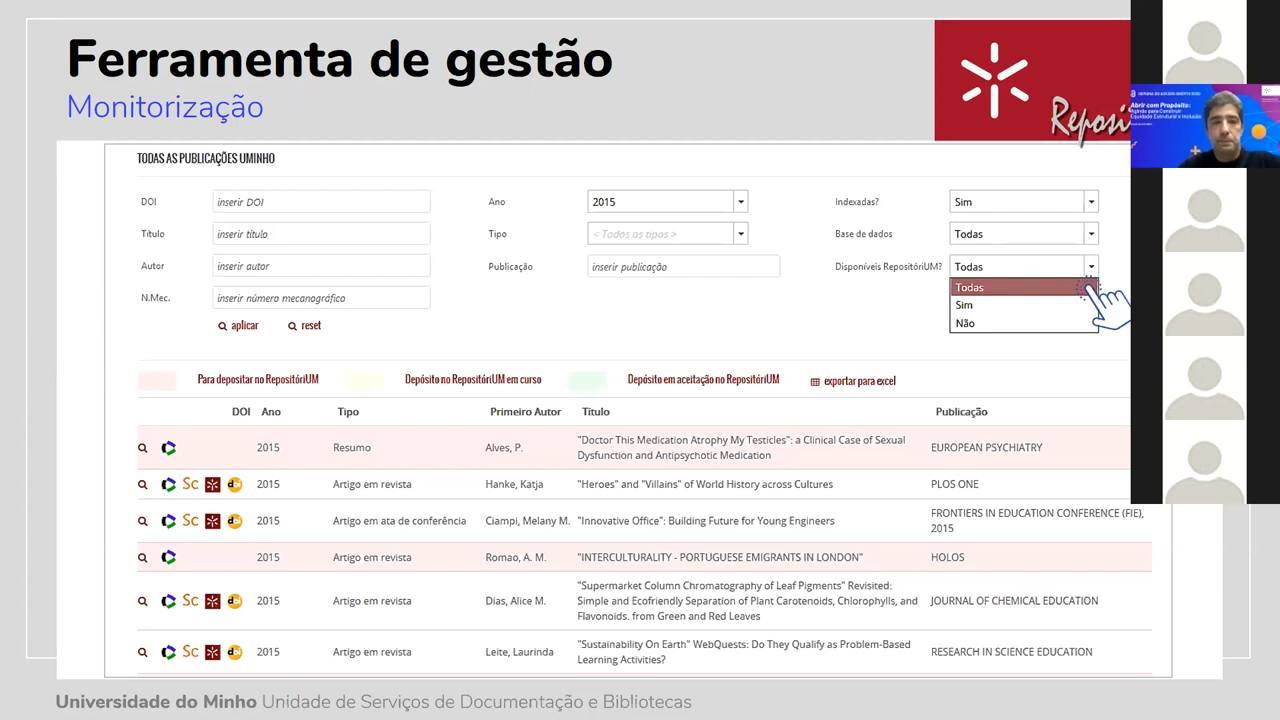 Ferramenta de gestão
Monitorização
Reposi
Abrir com Propósito:
Agindo para Construir
Equidade Estrutural e Inclusão
TODAS AS PUBLICAÇÕES UMINHO
DOI inserir DOI Ano 2015 Indexadas? Sim
Título inserir título Tipo < Todos os tipos > Base de dados Todas
Autor inserir autor Publicação inserir publicação Disponíveis RepositóriUM? Todas
Todas
N.Mec. inserir número mecanográfico
Sim
Não
aplicar reset
Para depositar no RepositóriUM Depósito no RepositóriUM em curso Depósito em aceitação no RepositóriUM exportar para excel
DOI Ano Tipo Primeiro Autor Título Publicação
2015 Resumo Alves, P. "Doctor This Medication Atrophy My Testicles": a Clinical Case of Sexual EUROPEAN PSYCHIATRY
Dysfunction and Antipsychotic Medication
Sc d 2015 Artigo em revista Hanke, Katja "Heroes" and "Villains" of World History across Cultures PLOS ONE
Sc d 2015 Artigo em ata de conferência Ciampi, Melany M. "Innovative Office": Building Future for Young Engineers FRONTIERS IN EDUCATION CONFERENCE (FIE),
2015
2015 Artigo em revista Romao, A. M. "INTERCULTURALITY - PORTUGUESE EMIGRANTS IN LONDON" HOLOS
Sc d 2015 Artigo em revista Dias, Alice M. "Supermarket Column Chromatography of Leaf Pigments" Revisited: JOURNAL OF CHEMICAL EDUCATION
Simple and Ecofriendly Separation of Plant Carotenoids, Chlorophylls, and
Flavonoids. from Green and Red Leaves
Sc d 2015 Artigo em revista Leite, Laurinda "Sustainability On Earth" WebQuests: Do They Qualify as Problem-Based RESEARCH IN SCIENCE EDUCATION
Learning Activities?
Universidade do Minho Unidade de Serviços de Documentação e Bibliotecas